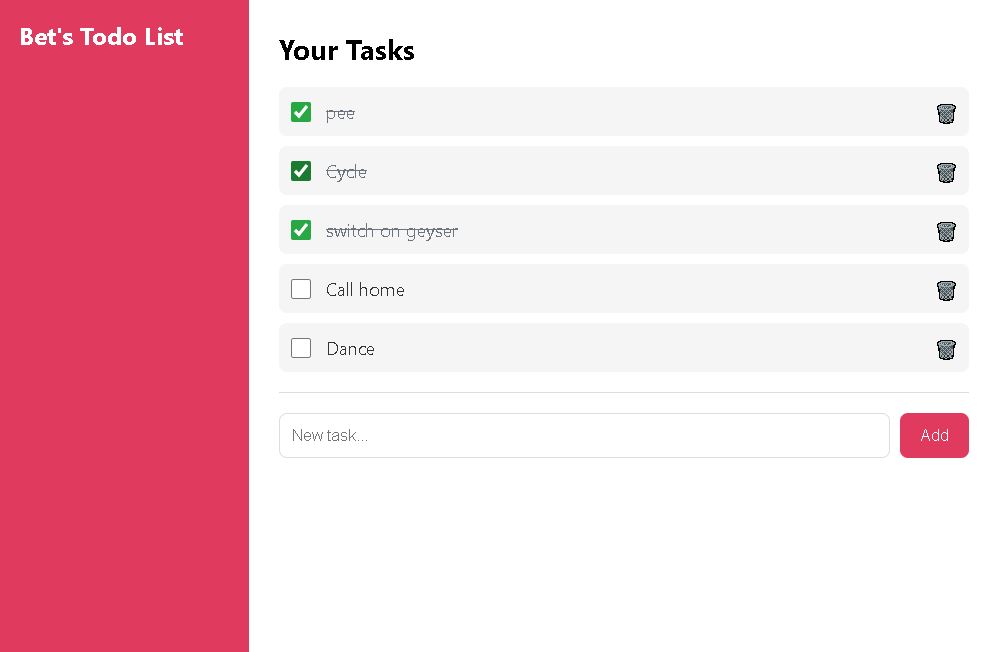 Bet's Todo List
Your Tasks
pee
Cycle
switch on geyser
Call home
Dance
New task...
Add